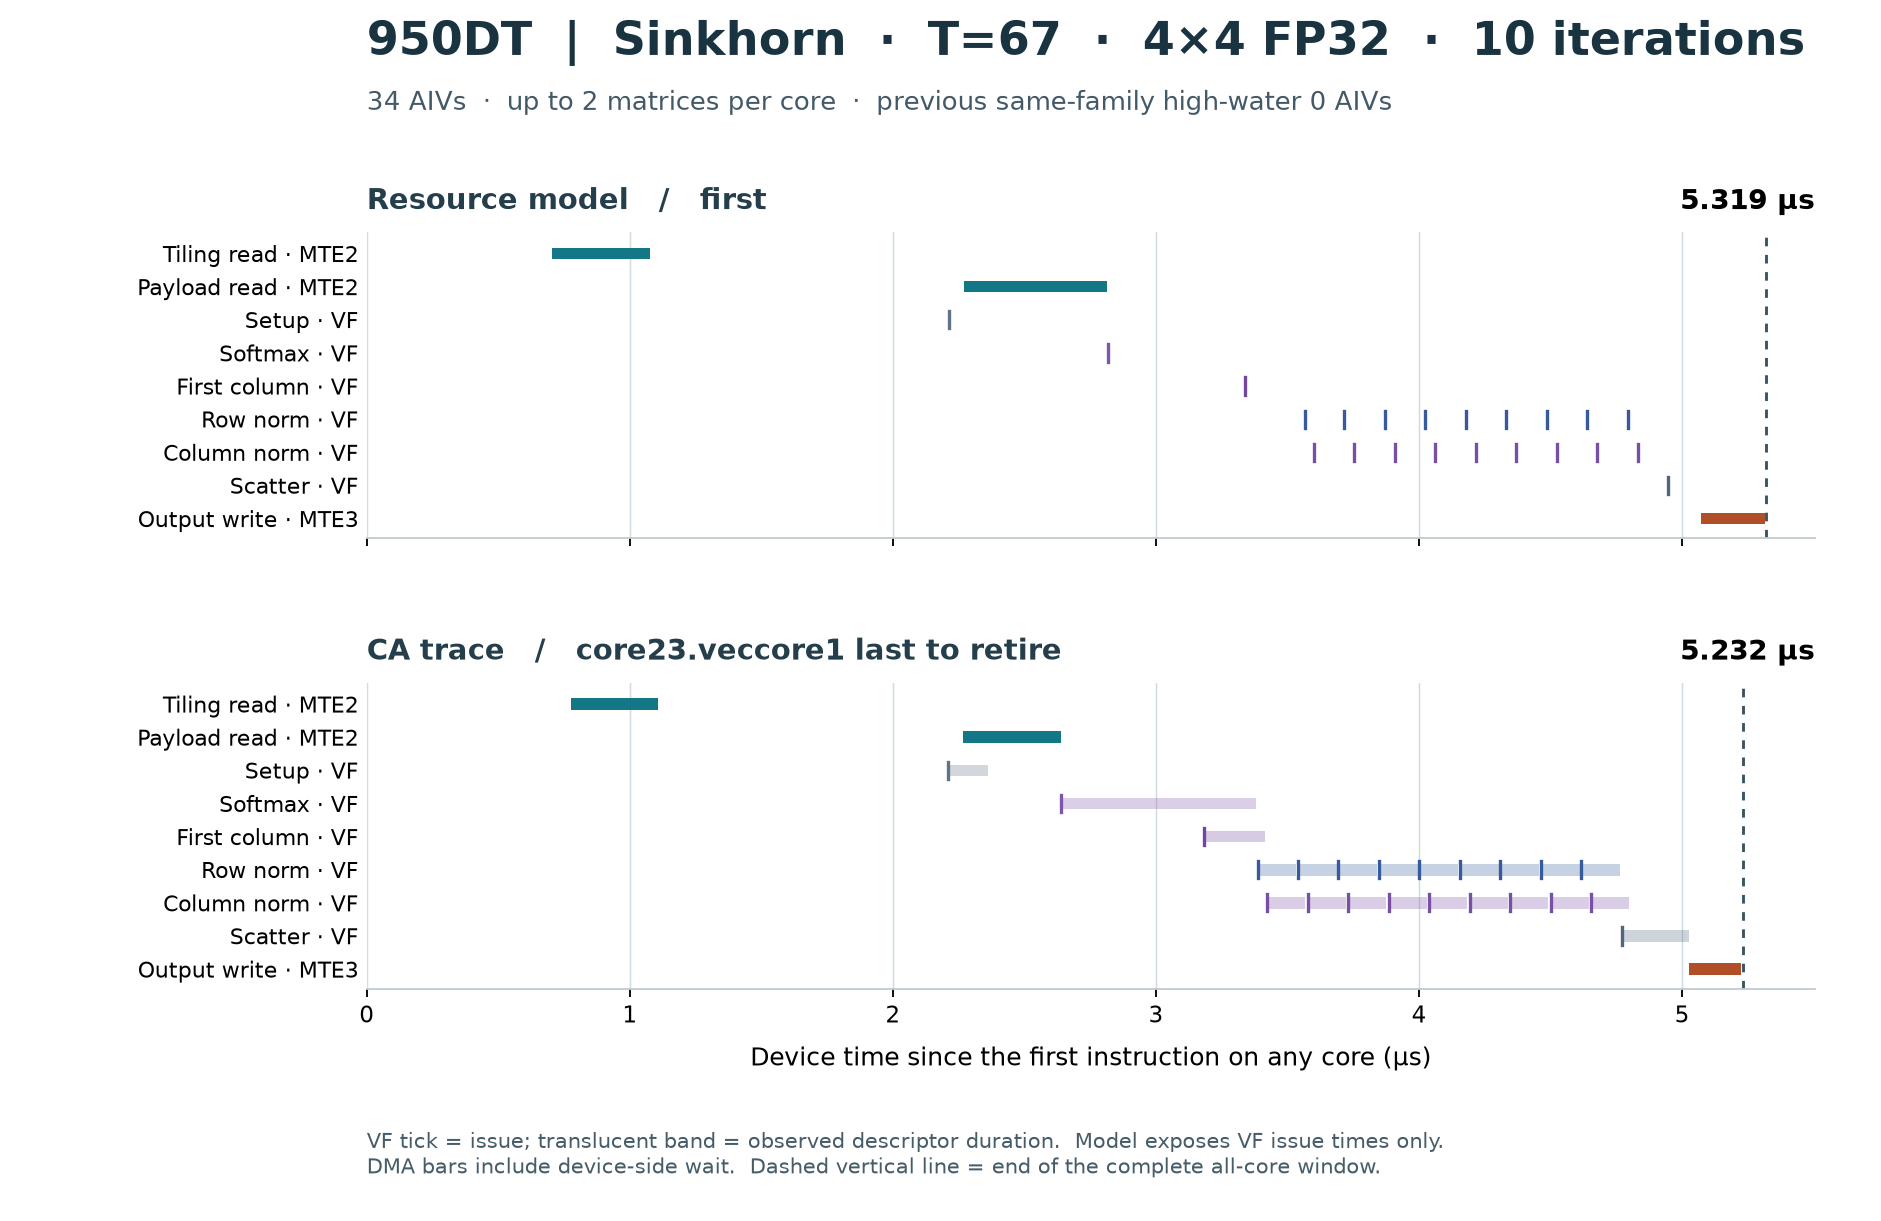 950DT | Sinkhorn · T=67 · 4×4 FP32 · 10 iterations
34 AIVs · up to 2 matrices per core · previous same-family high-water 0 AIVs
Resource model / first
5.319 µs
Tiling read · MTE2
Payload read · MTE2
Setup · VF
Softmax · VF
First column · VF
Row norm · VF
Column norm · VF
Scatter · VF
Output write · MTE3
CA trace / core23.veccore1 last to retire
5.232 µs
Tiling read · MTE2
Payload read · MTE2
Setup · VF
Softmax · VF
First column · VF
Row norm · VF
Column norm · VF
Scatter · VF
Output write · MTE3
0 1 2 3 4 5
Device time since the first instruction on any core (µs)
VF tick = issue; translucent band = observed descriptor duration. Model exposes VF issue times only.
DMA bars include device-side wait. Dashed vertical line = end of the complete all-core window.